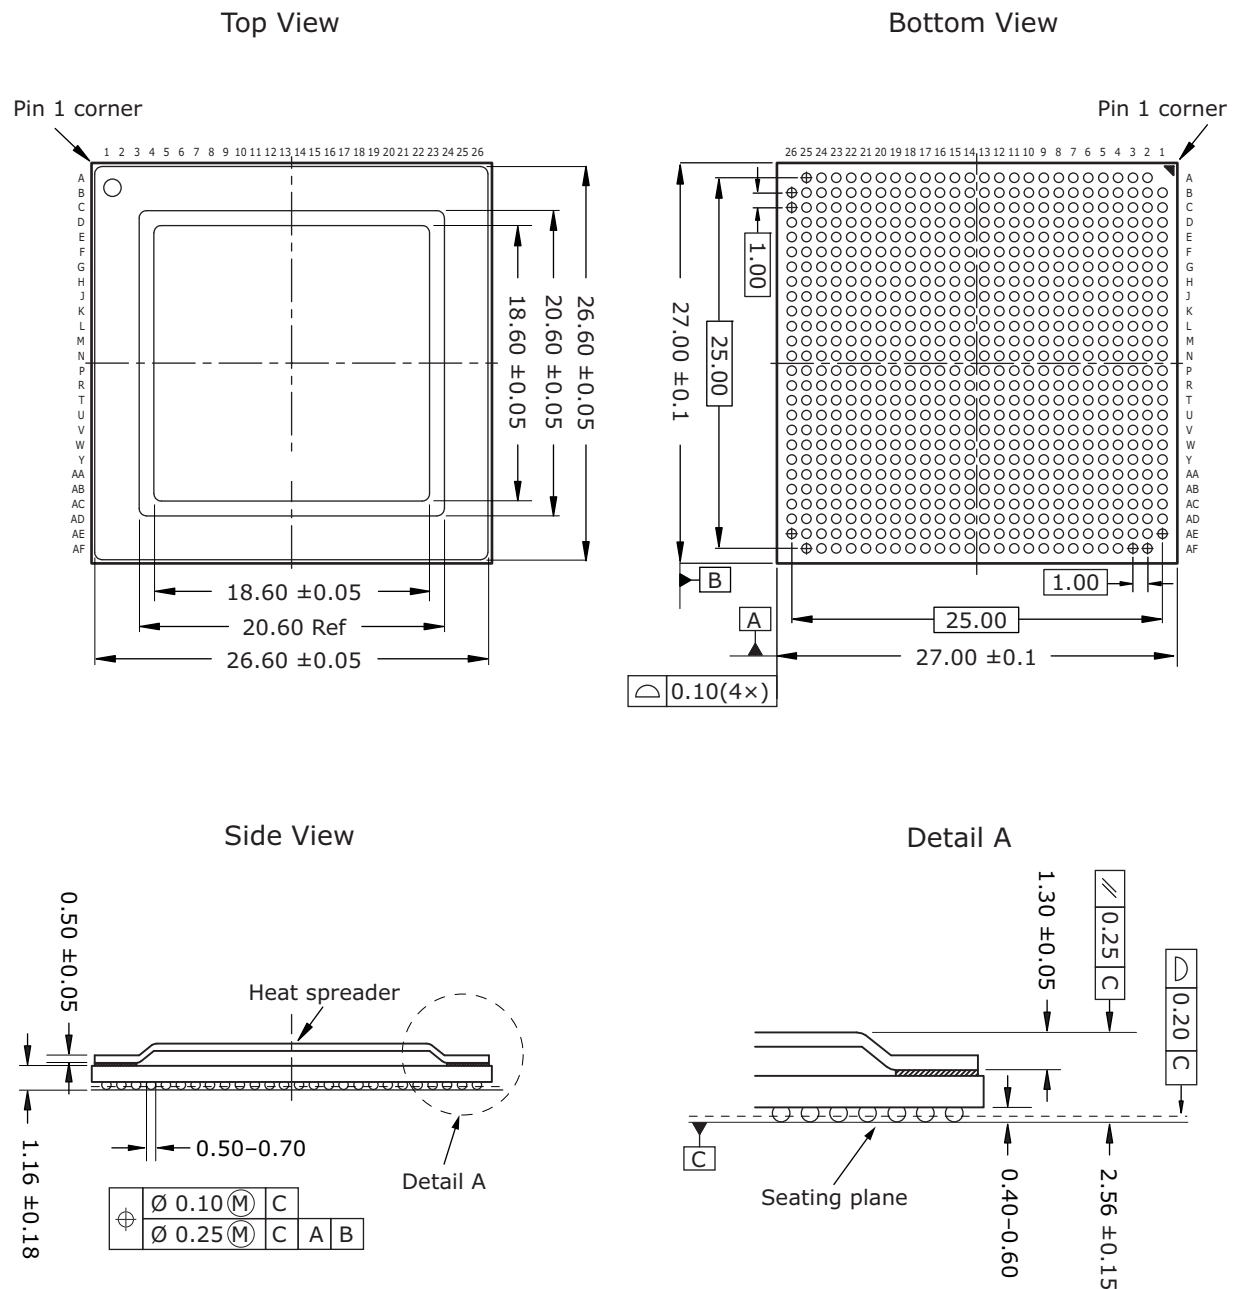 Top View
Bottom View
Pin 1 corner
Pin 1 corner
1 2 3 4 5 6 7 8 9 10 11 12 13 14 15 16 17 18 19 20 21 22 23 24 25 26
26 25 24 23 22 21 20 19 18 17 16 15 14 13 12 11 10 9 8 7 6 5 4 3 2 1
A
B
C
D
E
F
G
H
J
K
L
M
N
P
R
T
U
V
W
Y
AA
AB
AC
AD
AE
AF
18.60 ±0.05
20.60 ±0.05
26.60 ±0.05
18.60 ±0.05
20.60 Ref
26.60 ±0.05
27.00 ±0.1
25.00
1.00
A
B
C
D
E
F
G
H
J
K
L
M
N
P
R
T
U
V
W
Y
AA
AB
AC
AD
AE
AF
B
1.00
A
25.00
27.00 ±0.1
0.10(4×)
Side View
Detail A
0.50 ±0.05
Heat spreader
1.16 ±0.18
0.50–0.70
Detail A
Ø 0.10 Ⓜ C
Ø 0.25 Ⓜ C A B
1.30 ±0.05
// 0.25 C
0.20 C
C
Seating plane
0.40–0.60
2.56 ±0.15